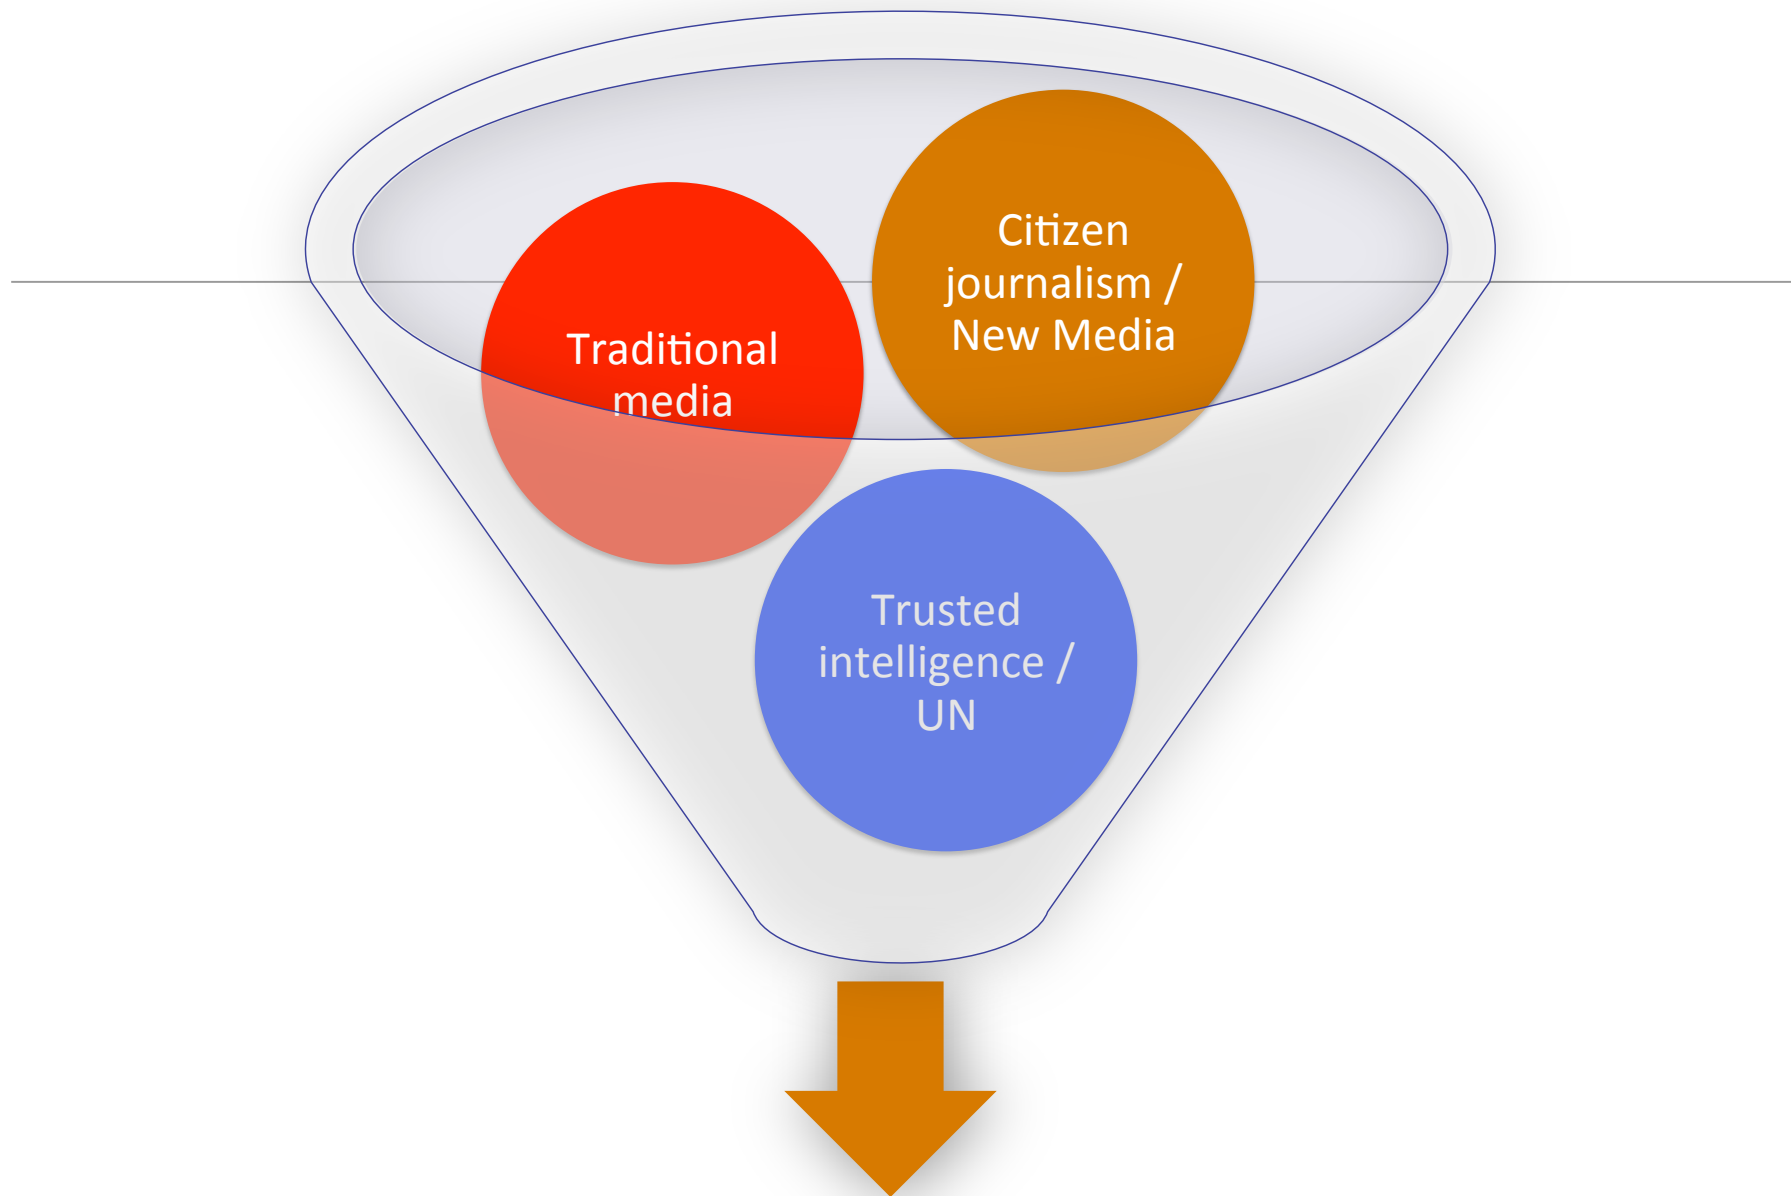 Citizen
journalism /
New Media
Traditional
media
Trusted
intelligence /
UN